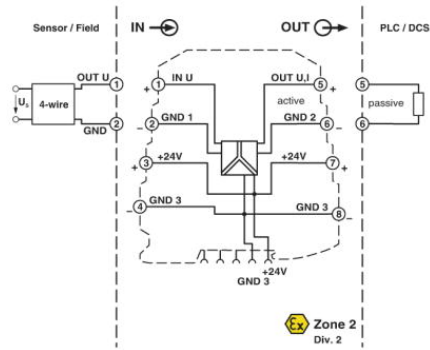 Sensor / Field
IN
OUT
PLC / DCS
OUT U
1
1
IN U
OUT U,I
5
5
+
+
Us
4-wire
active
passive
GND
2
2
GND 1
GND 2
6
6
−
−
3
+24V
+24V
7
+
+
4
GND 3
GND 3
8
−
−
+24V
GND 3
Ex
Zone 2
Div. 2